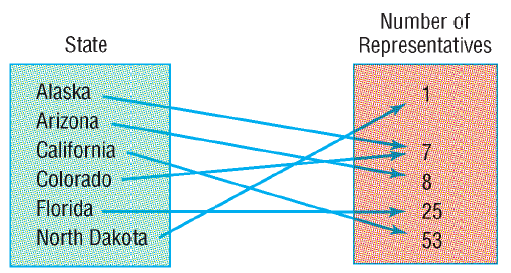 State
Alaska
Arizona
California
Colorado
Florida
North Dakota
Number of
Representatives
1
7
8
25
53